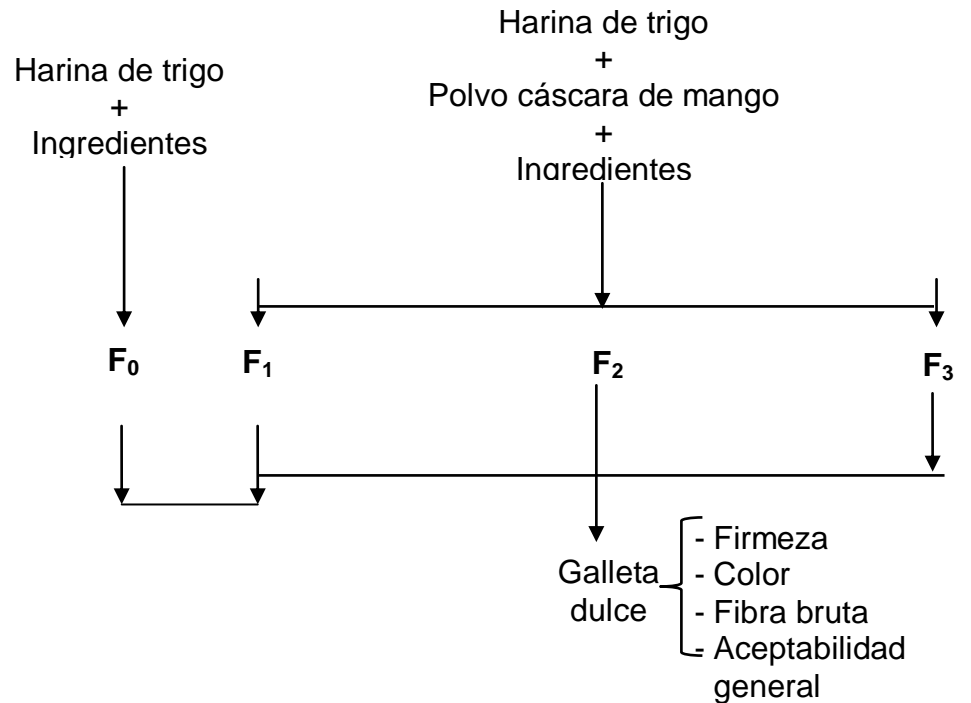 Harina de trigo
+
Ingredientes
Harina de trigo
+
Polvo cáscara de mango
+
Ingredientes
F₀
F₁
F₂
F₃
Galleta
dulce
- Firmeza
- Color
- Fibra bruta
- Aceptabilidad
general